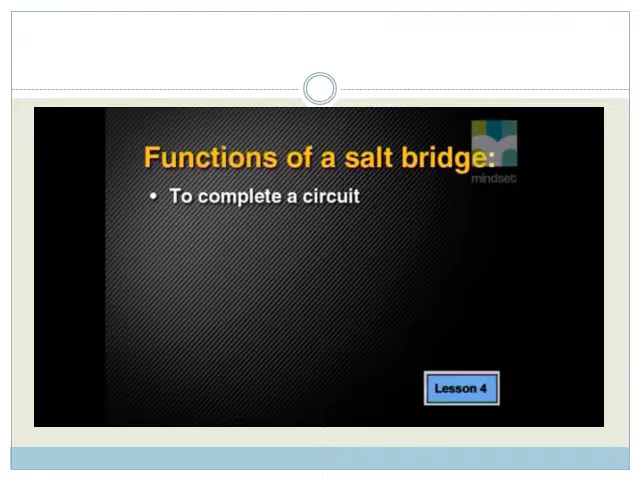 Functions of a salt bridge:
mindset
• To complete a circuit
Lesson 4